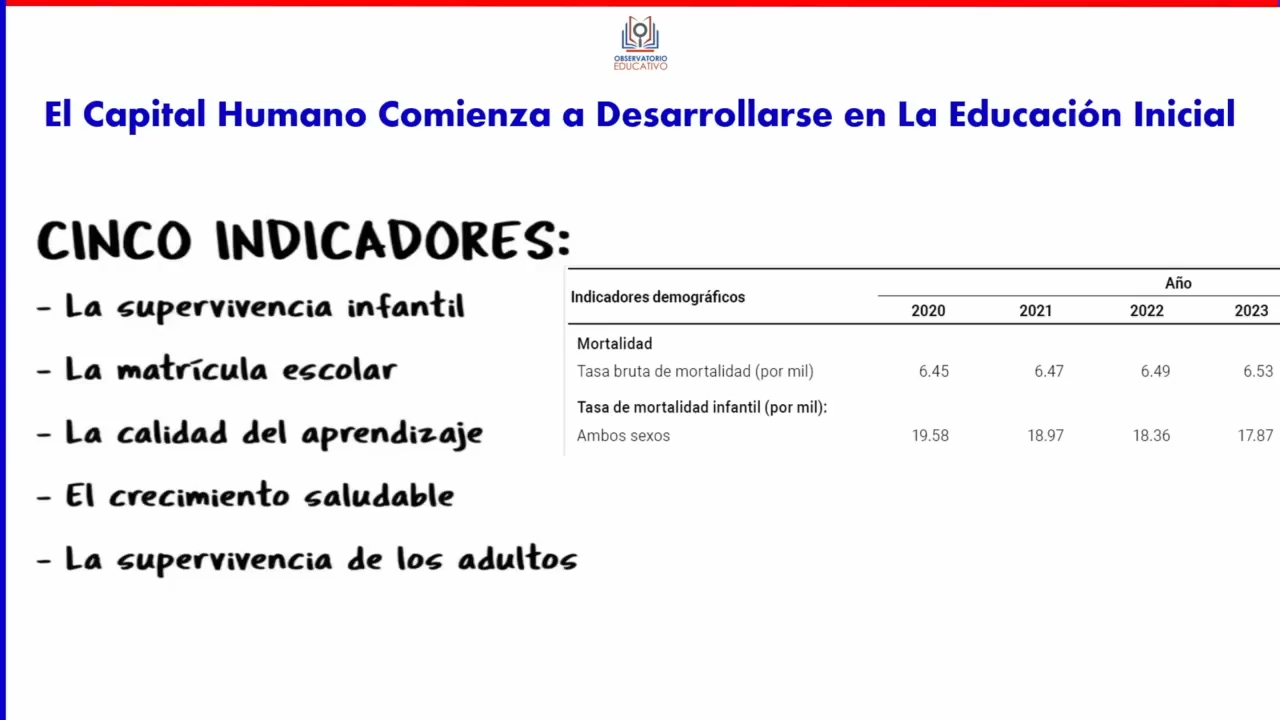 OBSERVATORIO
EDUCATIVO
El Capital Humano Comienza a Desarrollarse en La Educación Inicial
CINCO INDICADORES:
- La supervivencia infantil
- La matrícula escolar
- La calidad del aprendizaje
- El crecimiento saludable
- La supervivencia de los adultos
Indicadores demográficos
Año
2020 2021 2022 2023
Mortalidad
Tasa bruta de mortalidad (por mil) 6.45 6.47 6.49 6.53
Tasa de mortalidad infantil (por mil):
Ambos sexos 19.58 18.97 18.36 17.87